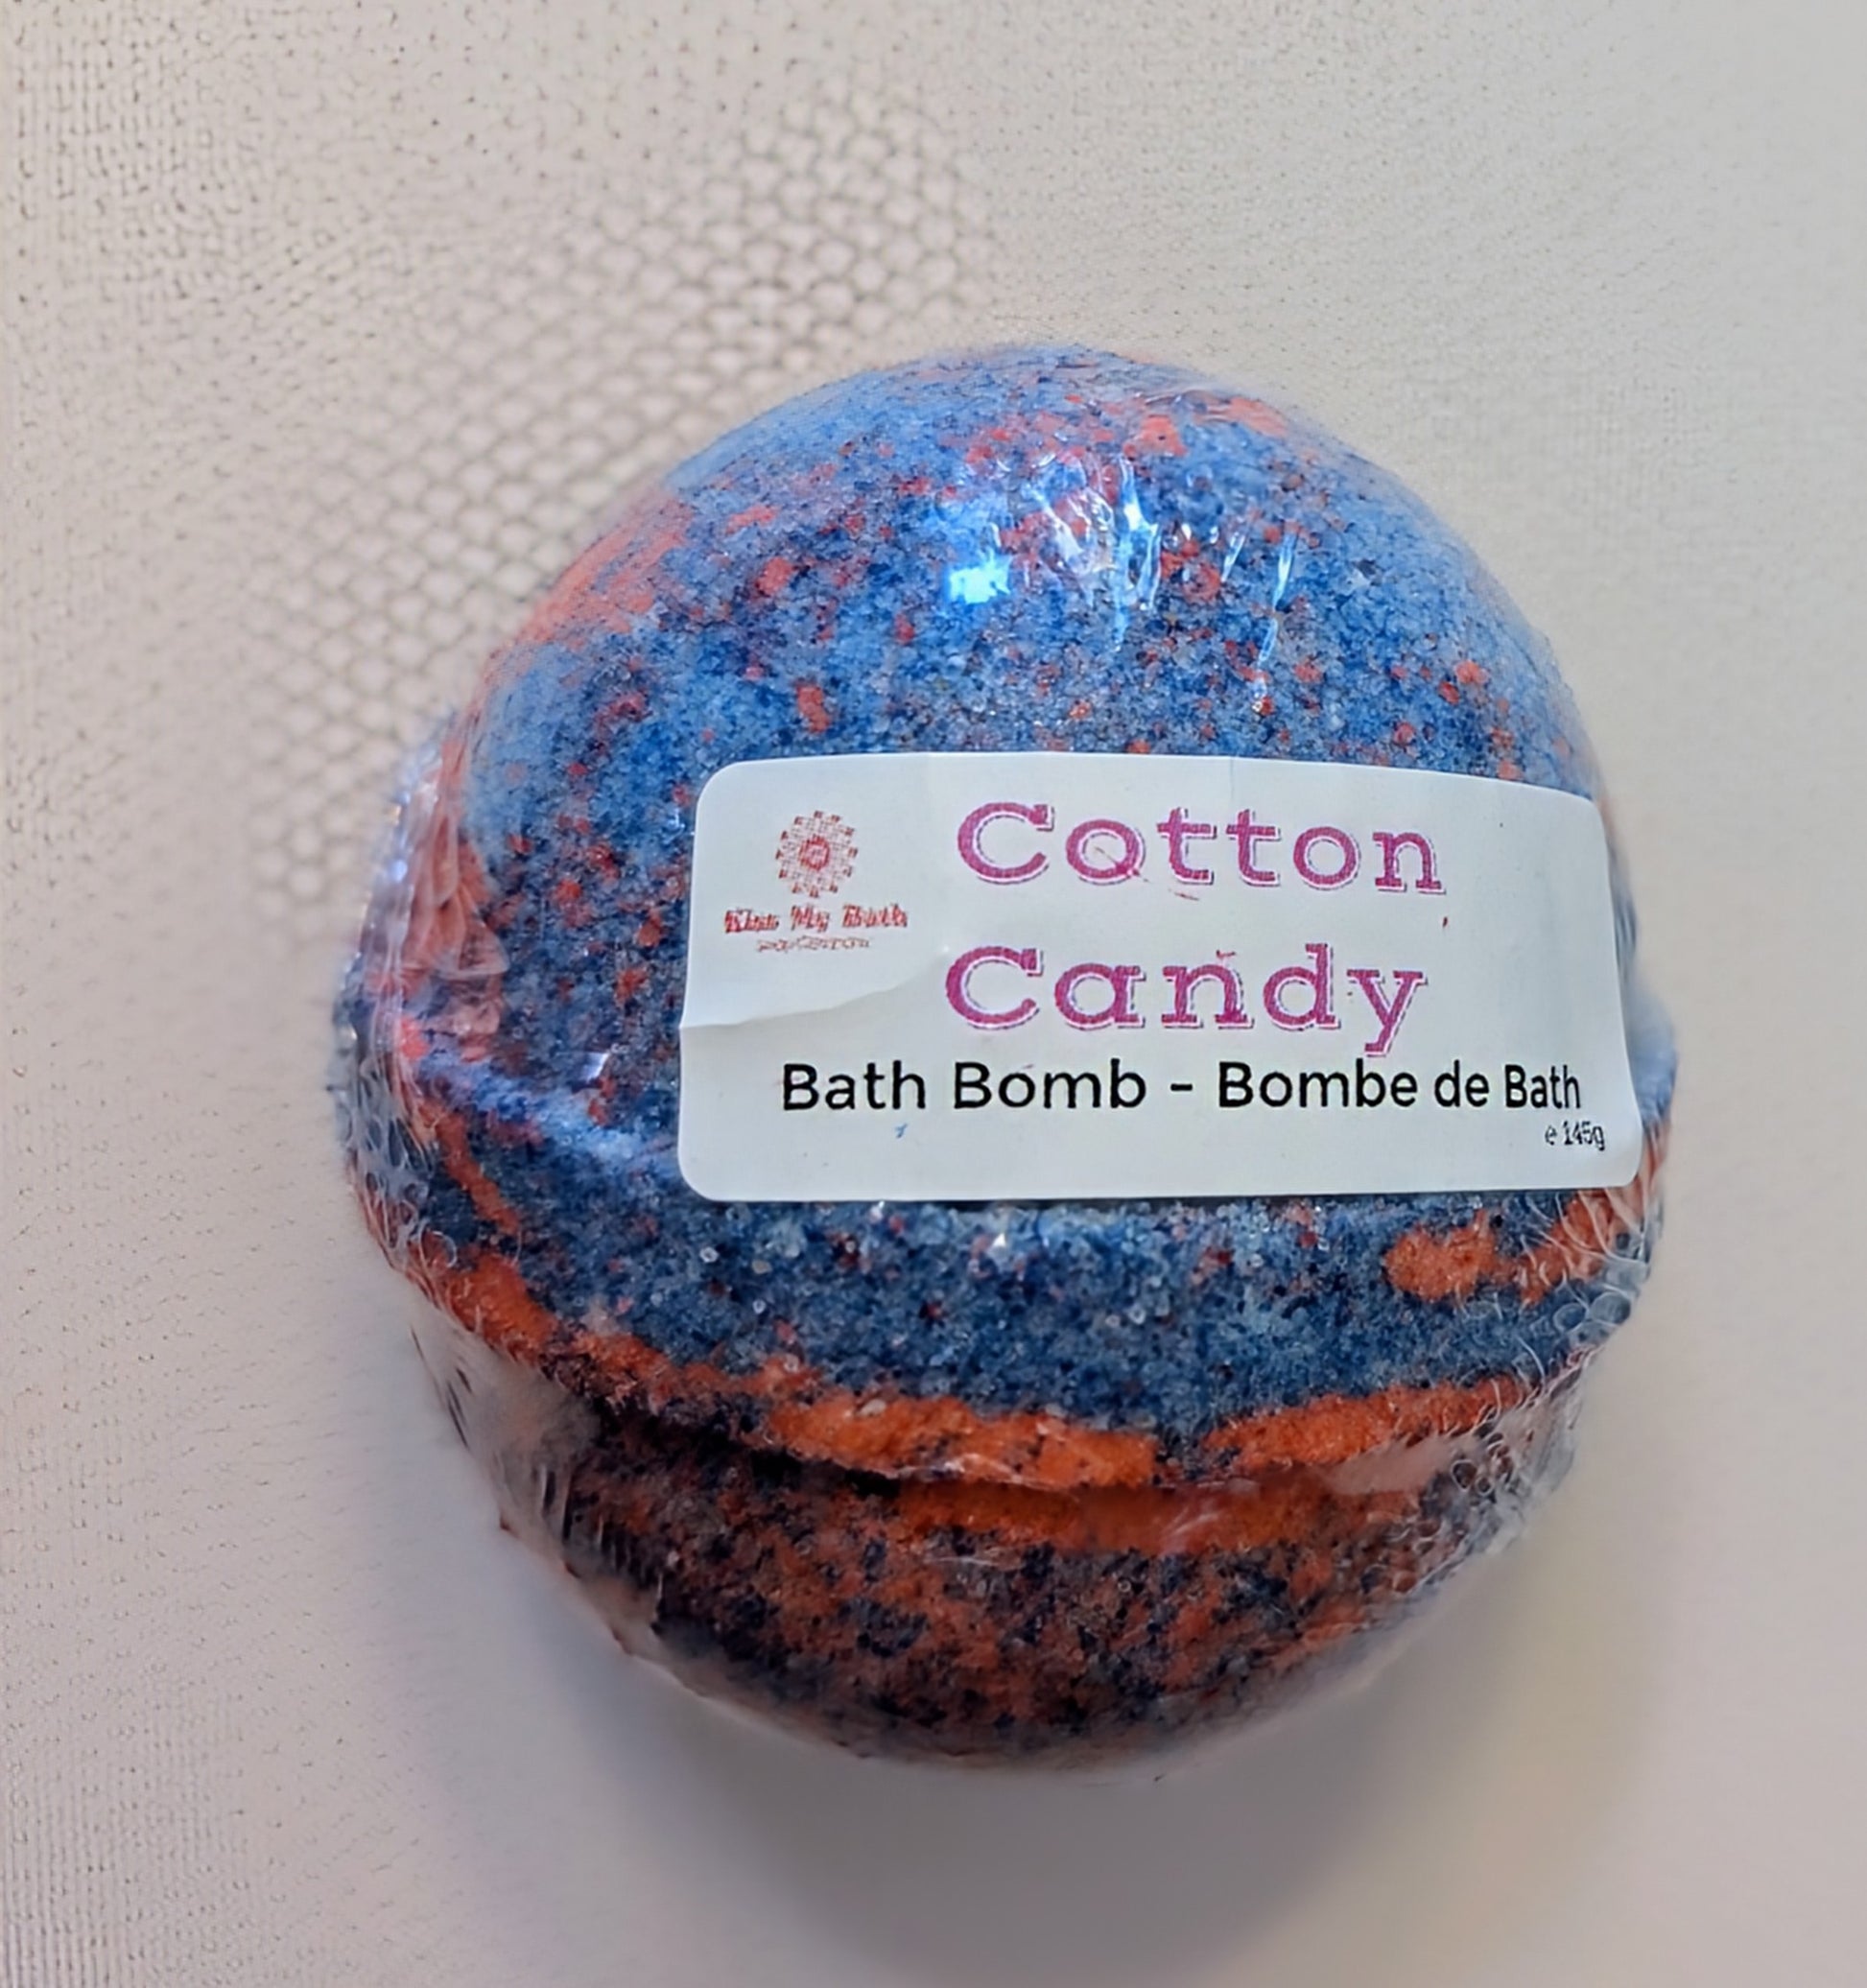 Cotton
Candy
Bath Bomb - Bombe de Bath
e 145g